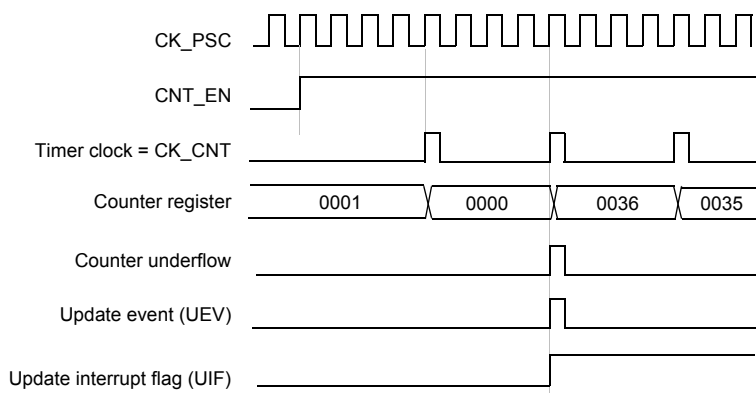 CK_PSC
CNT_EN
Timer clock = CK_CNT
Counter register 0001 0000 0036 0035
Counter underflow
Update event (UEV)
Update interrupt flag (UIF)